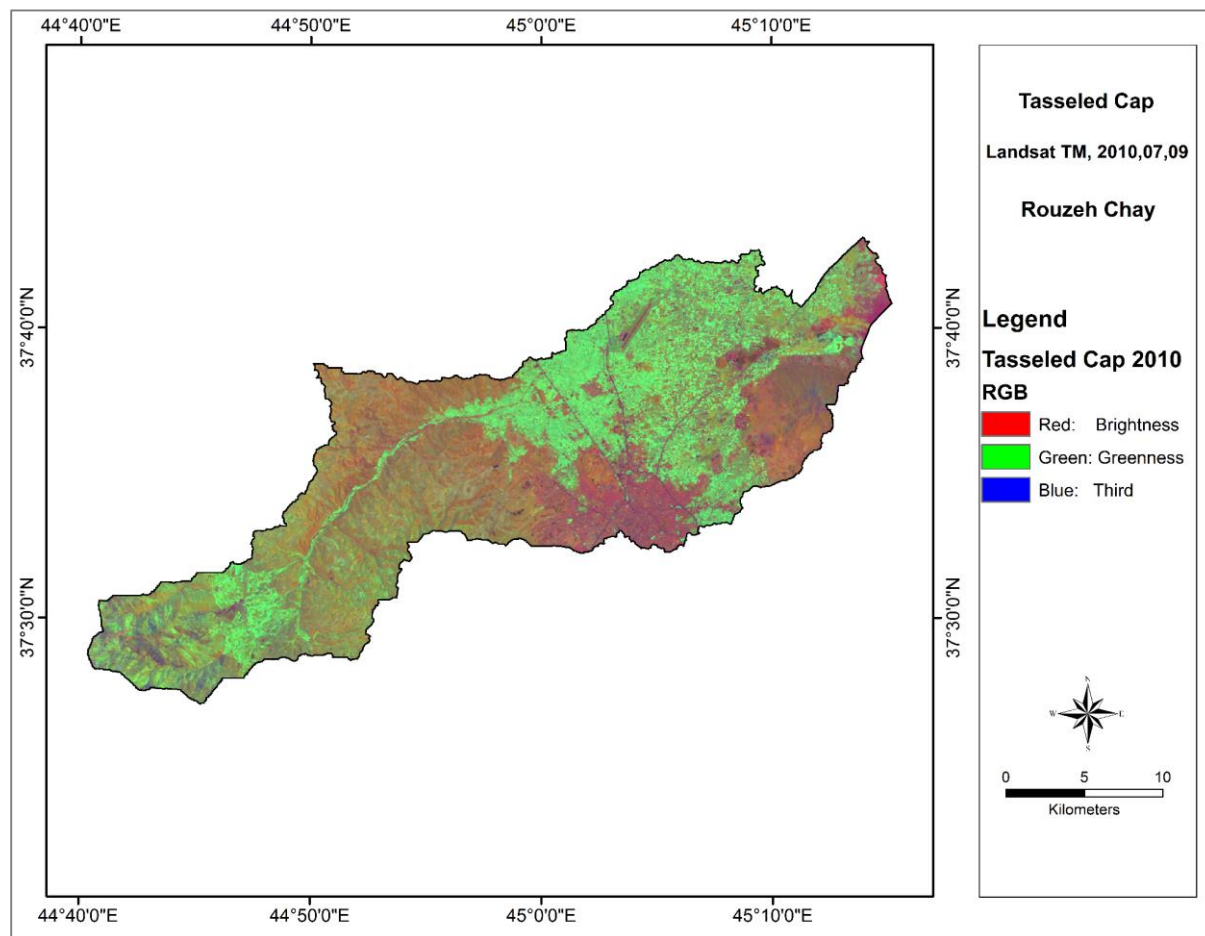 44°40'0"E 44°50'0"E 45°0'0"E 45°10'0"E
37°40'0"N 37°40'0"N
37°30'0"N 37°30'0"N
44°40'0"E 44°50'0"E 45°0'0"E 45°10'0"E
Tasseled Cap
Landsat TM, 2010,07,09
Rouzeh Chay
Legend
Tasseled Cap 2010
RGB
Red: Brightness
Green: Greenness
Blue: Third
N
W E
S
0 5 10
Kilometers